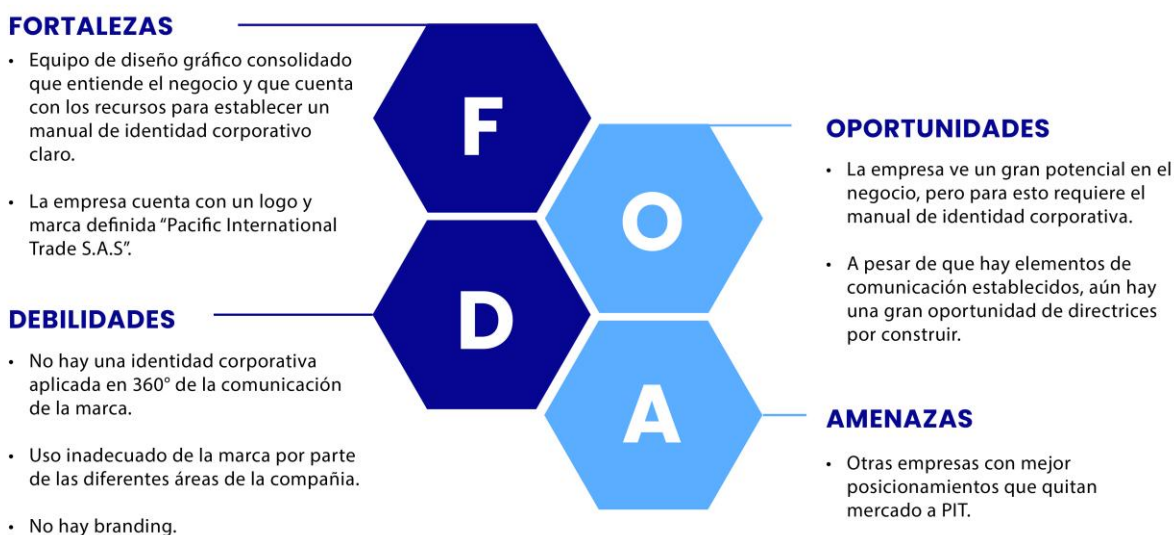 FORTALEZAS
• Equipo de diseño gráfico consolidado
que entiende el negocio y que cuenta
con los recursos para establecer un
manual de identidad corporativo
claro.
• La empresa cuenta con un logo y
marca definida “Pacific International
Trade S.A.S”.
DEBILIDADES
• No hay una identidad corporativa
aplicada en 360° de la comunicación
de la marca.
• Uso inadecuado de la marca por parte
de las diferentes áreas de la compañia.
• No hay branding.
F
O
D
A
OPORTUNIDADES
• La empresa ve un gran potencial en el
negocio, pero para esto requiere el
manual de identidad corporativa.
• A pesar de que hay elementos de
comunicación establecidos, aún hay
una gran oportunidad de directrices
por construir.
AMENAZAS
• Otras empresas con mejor
posicionamientos que quitan
mercado a PIT.